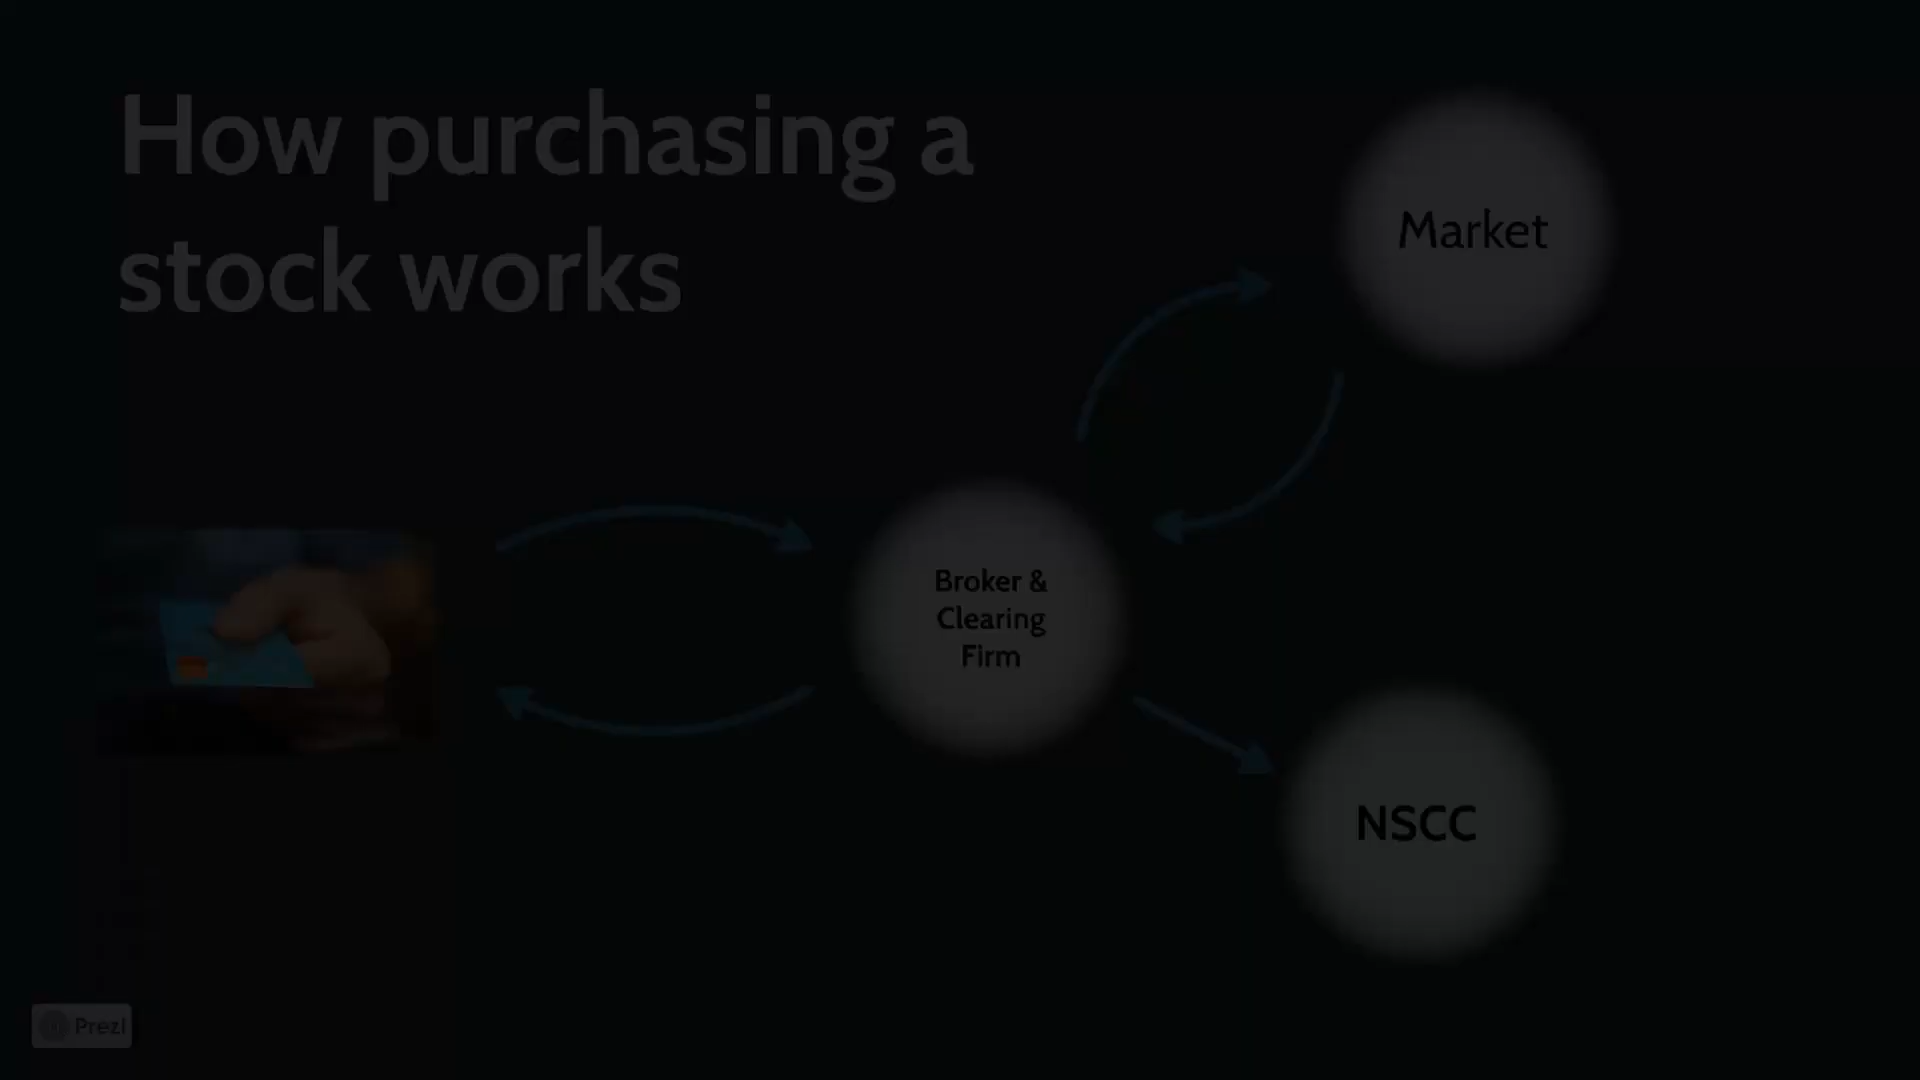 How purchasing a
stock works
Market
Broker &
Clearing
Firm
NSCC
Prezi